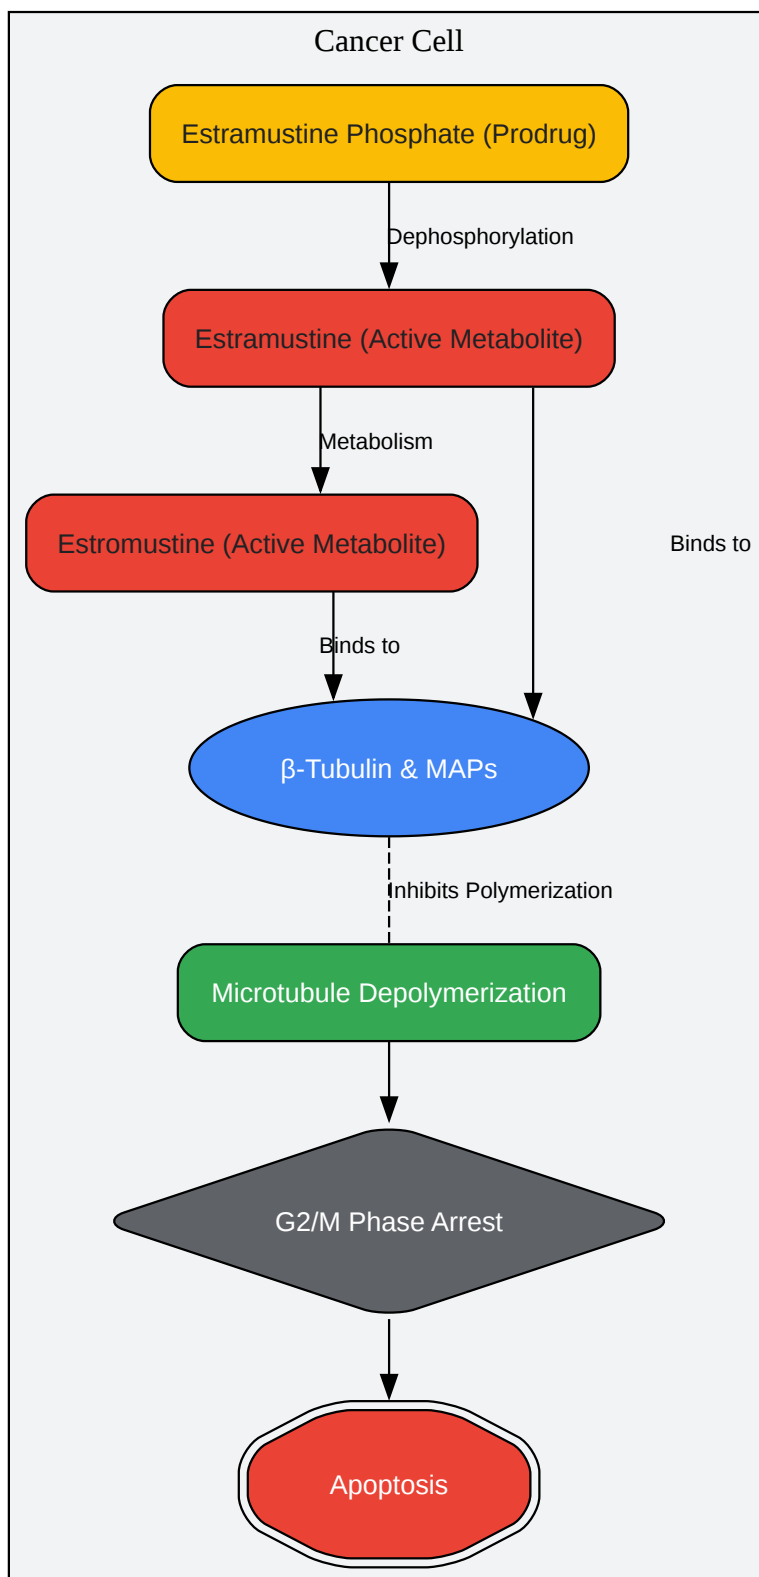 Cancer Cell
Estramustine Phosphate (Prodrug)
Dephosphorylation
Estramustine (Active Metabolite)
Metabolism
Estromustine (Active Metabolite)
Binds to
Binds to
β-Tubulin & MAPs
Inhibits Polymerization
Microtubule Depolymerization
G2/M Phase Arrest
Apoptosis